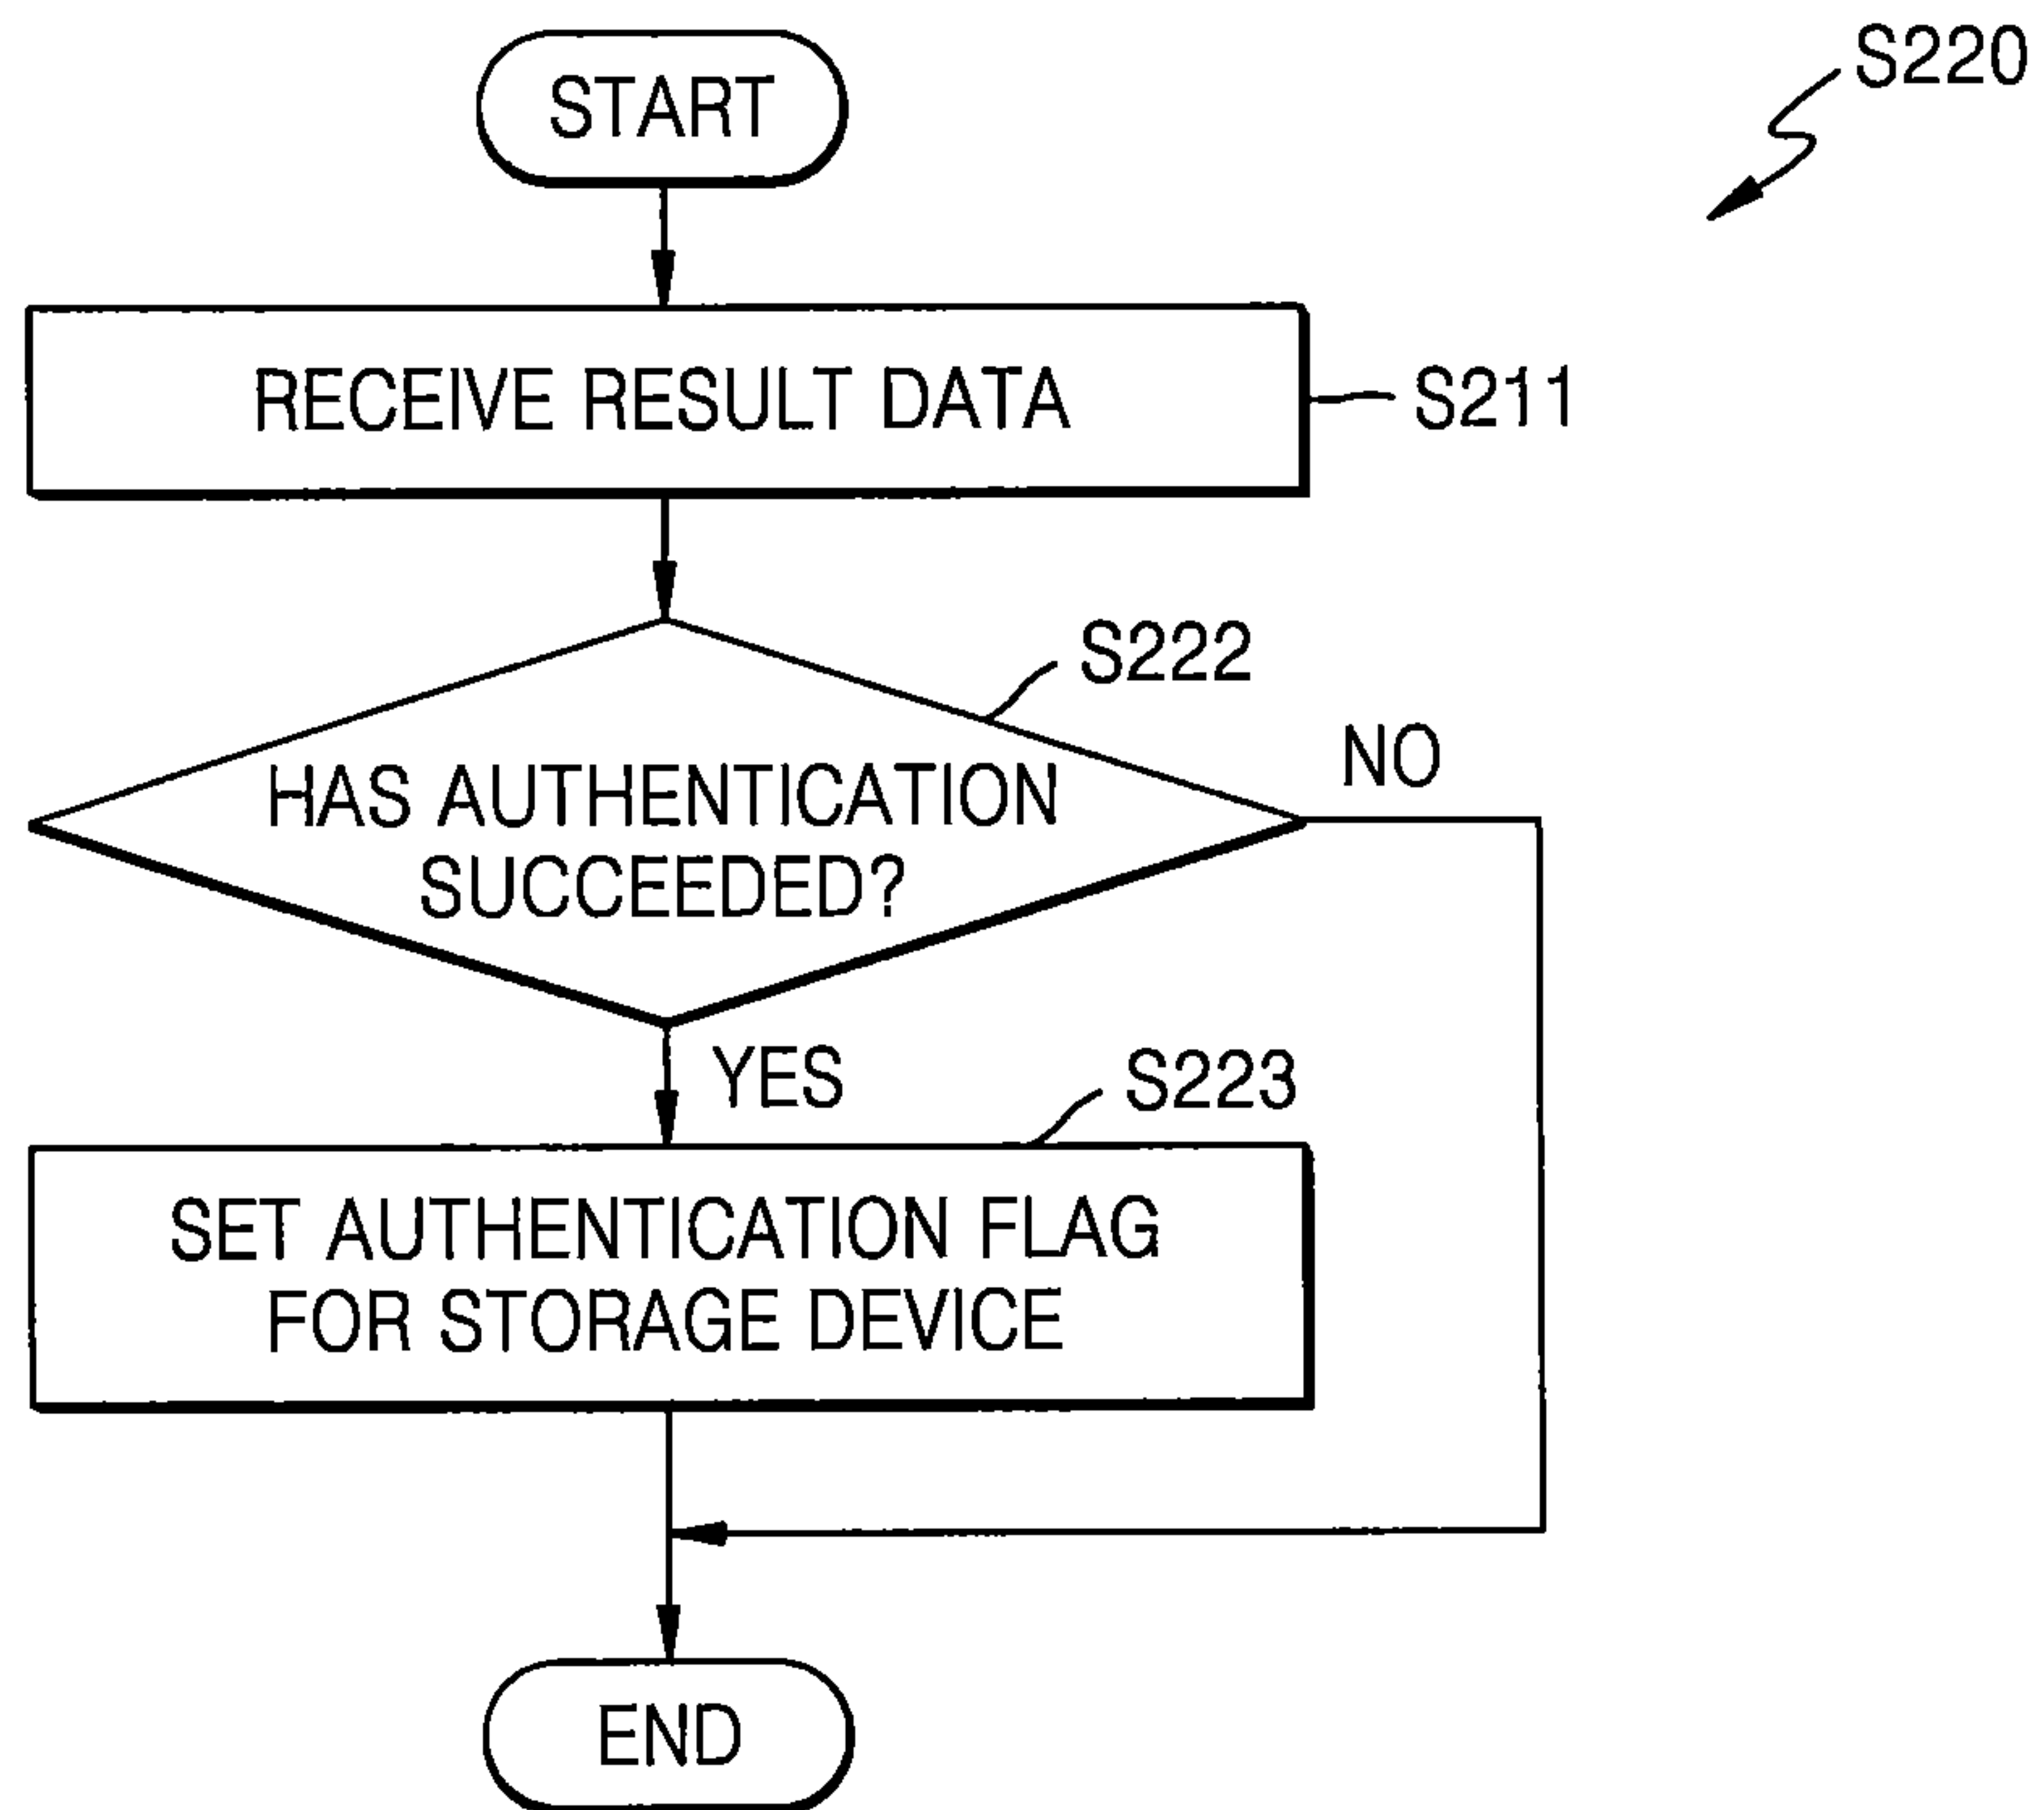 START
S220
RECEIVE RESULT DATA
S211
S222
HAS AUTHENTICATION
SUCCEEDED?
NO
YES
S223
SET AUTHENTICATION FLAG
FOR STORAGE DEVICE
END